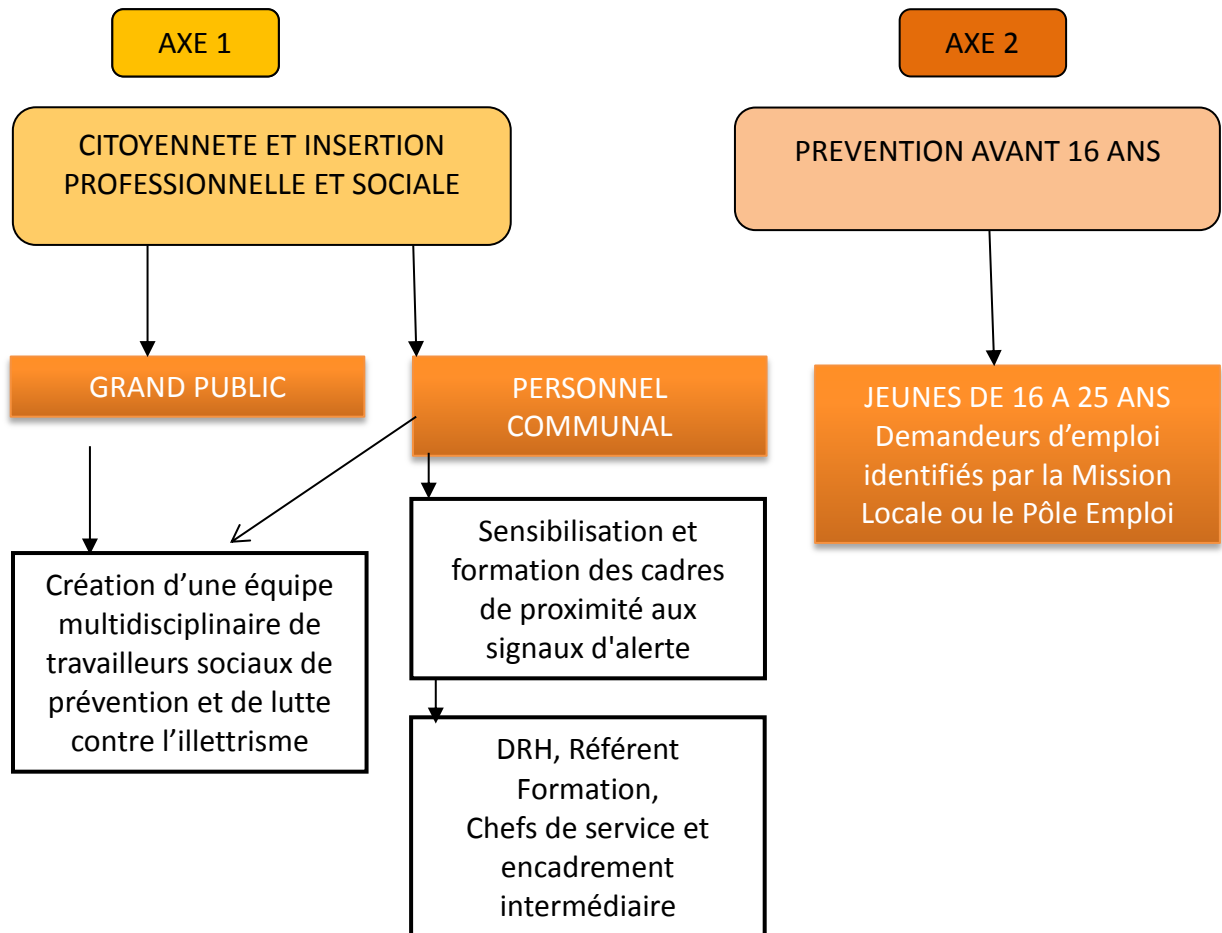 AXE 1
CITOYENNETE ET INSERTION
PROFESSIONNELLE ET SOCIALE
GRAND PUBLIC
PERSONNEL
COMMUNAL
Création d’une équipe
multidisciplinaire de
travailleurs sociaux de
prévention et de lutte
contre l’illettrisme
Sensibilisation et
formation des cadres
de proximité aux
signaux d'alerte
DRH, Référent
Formation,
Chefs de service et
encadrement
intermédiaire
AXE 2
PREVENTION AVANT 16 ANS
JEUNES DE 16 A 25 ANS
Demandeurs d’emploi
identifiés par la Mission
Locale ou le Pôle Emploi